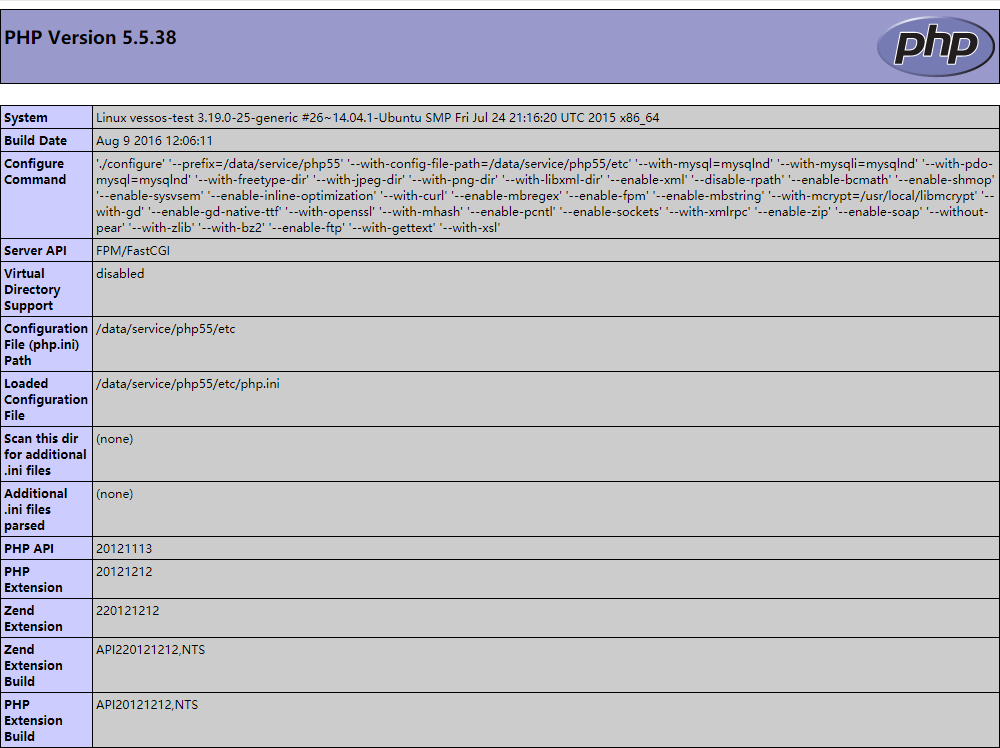 PHP Version 5.5.38
php
System
Linux vessos-test 3.19.0-25-generic #26~14.04.1-Ubuntu SMP Fri Jul 24 21:16:20 UTC 2015 x86_64
Build Date
Aug 9 2016 12:06:11
Configure
Command
'./configure' '--prefix=/data/service/php55' '--with-config-file-path=/data/service/php55/etc' '--with-mysql=mysqlnd' '--with-mysqli=mysqlnd' '--with-pdo-
mysql=mysqlnd' '--with-freetype-dir' '--with-jpeg-dir' '--with-png-dir' '--with-libxml-dir' '--enable-xml' '--disable-rpath' '--enable-bcmath' '--enable-shmop'
'--enable-sysvsem' '--enable-inline-optimization' '--with-curl' '--enable-mbregex' '--enable-fpm' '--enable-mbstring' '--with-mcrypt=/usr/local/libmcrypt' '--
with-gd' '--enable-gd-native-ttf' '--with-openssl' '--with-mhash' '--enable-pcntl' '--enable-sockets' '--with-xmlrpc' '--enable-zip' '--enable-soap' '--without-
pear' '--with-zlib' '--with-bz2' '--enable-ftp' '--with-gettext' '--with-xsl'
Server API
FPM/FastCGI
Virtual
Directory
Support
disabled
Configuration
File (php.ini)
Path
/data/service/php55/etc
Loaded
Configuration
File
/data/service/php55/etc/php.ini
Scan this dir
for additional
.ini files
(none)
Additional
.ini files
parsed
(none)
PHP API
20121113
PHP
Extension
20121212
Zend
Extension
220121212
Zend
Extension
Build
API220121212,NTS
PHP
Extension
Build
API20121212,NTS